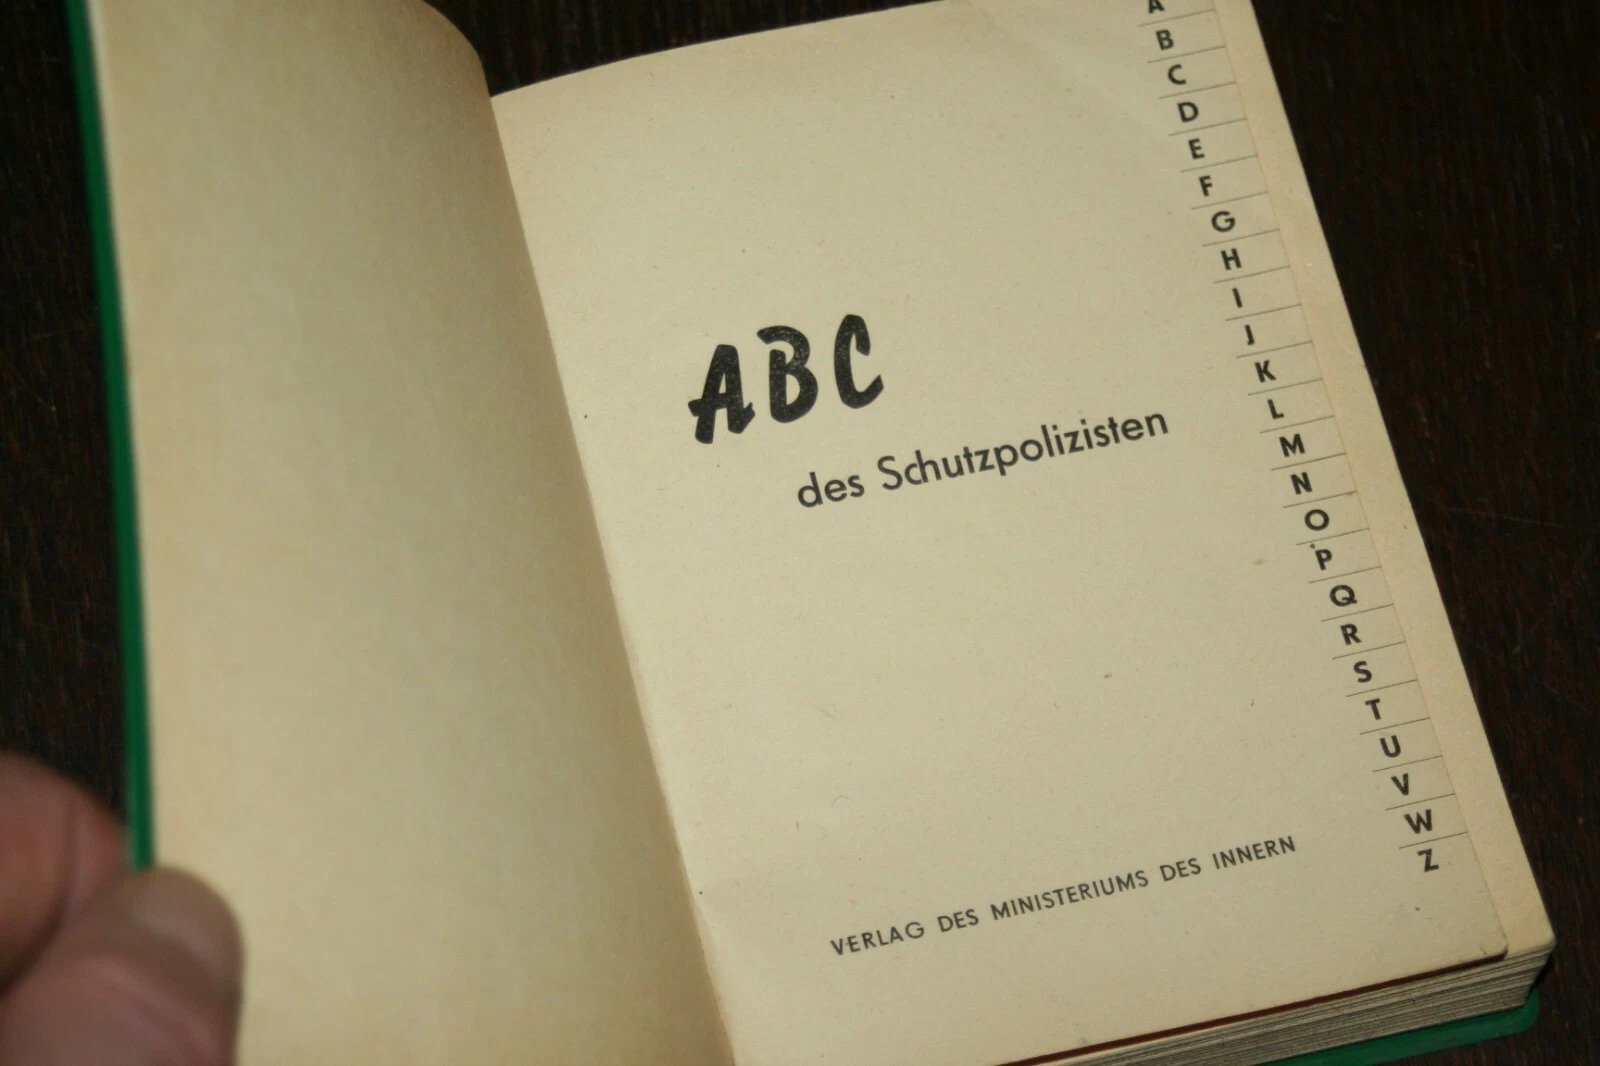 ABC
des Schutzpolizisten
VERLAG DES MINISTERIUMS DES INNERN
A
B
C
D
E
F
G
H
I
J
K
L
M
N
O
P
Q
R
S
T
U
V
W
Z